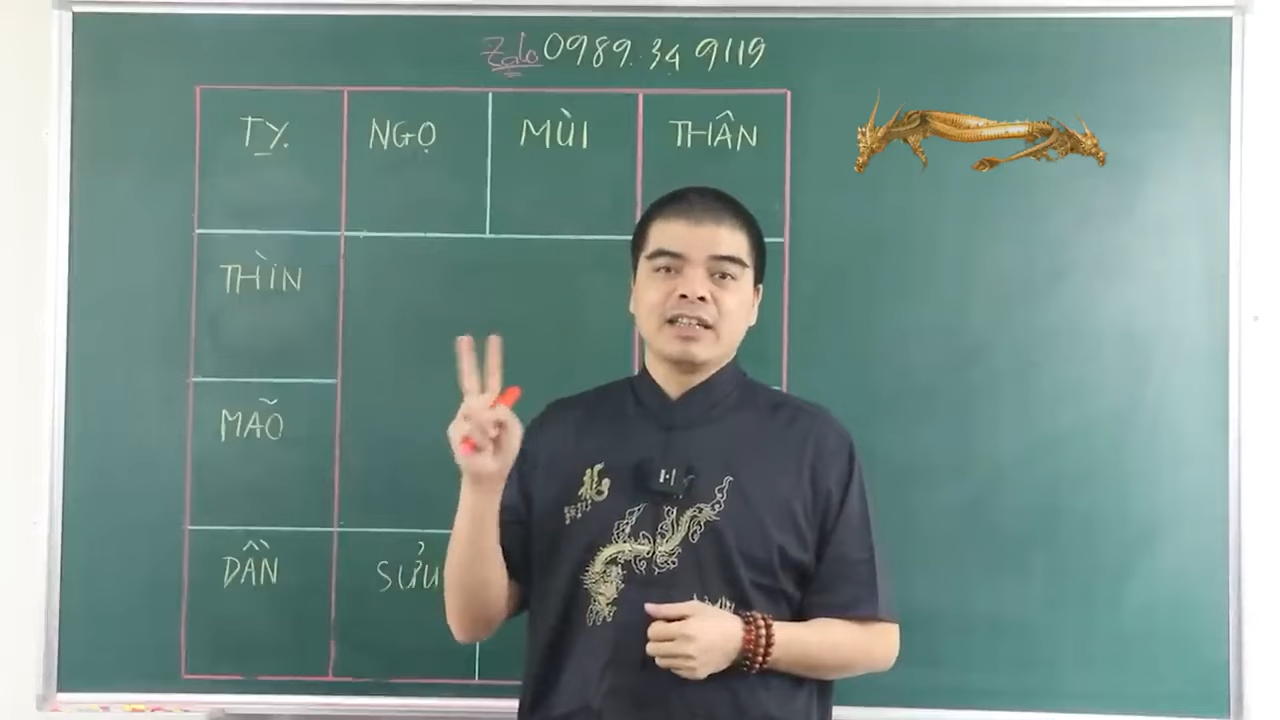 Zalo 0989.34 9119
TỴ. NGỌ MÙI THÂN
THÌN
MÃO
DẦN SỬU